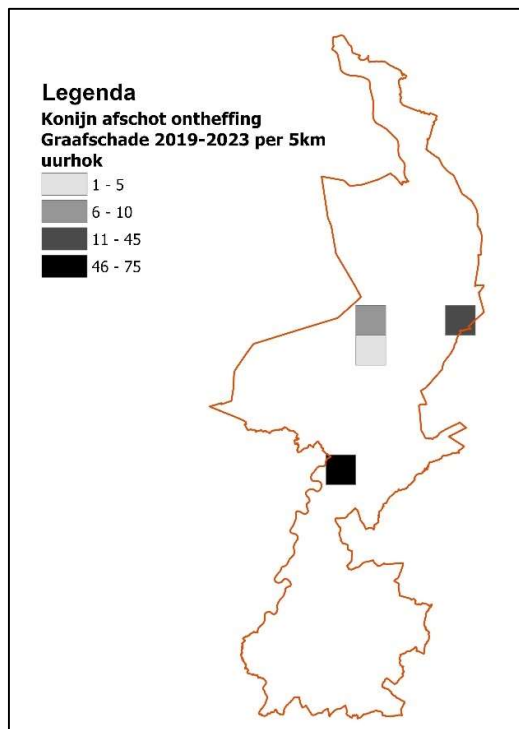 Legenda
Konijn afschot ontheffing
Graafschade 2019-2023 per 5km
uurhok
1 - 5
6 - 10
11 - 45
46 - 75